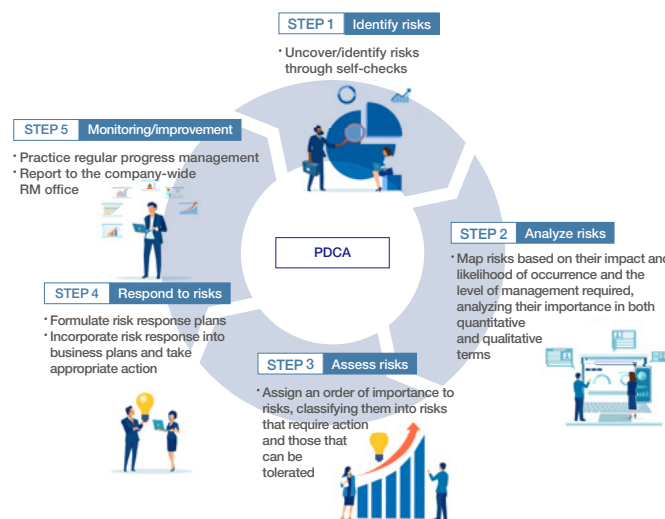 STEP 1 Identify risks
・Uncover/identify risks
through self-checks
STEP 5 Monitoring/improvement
・Practice regular progress management
・Report to the company-wide
RM office
PDCA
STEP 2 Analyze risks
・Map risks based on their impact and
likelihood of occurrence and the
level of management required,
analyzing their importance in both
quantitative
and qualitative
terms
STEP 4 Respond to risks
・Formulate risk response plans
・Incorporate risk response into
business plans and take
appropriate action
STEP 3 Assess risks
・Assign an order of importance to
risks, classifying them into risks
that require action
and those that
can be
tolerated